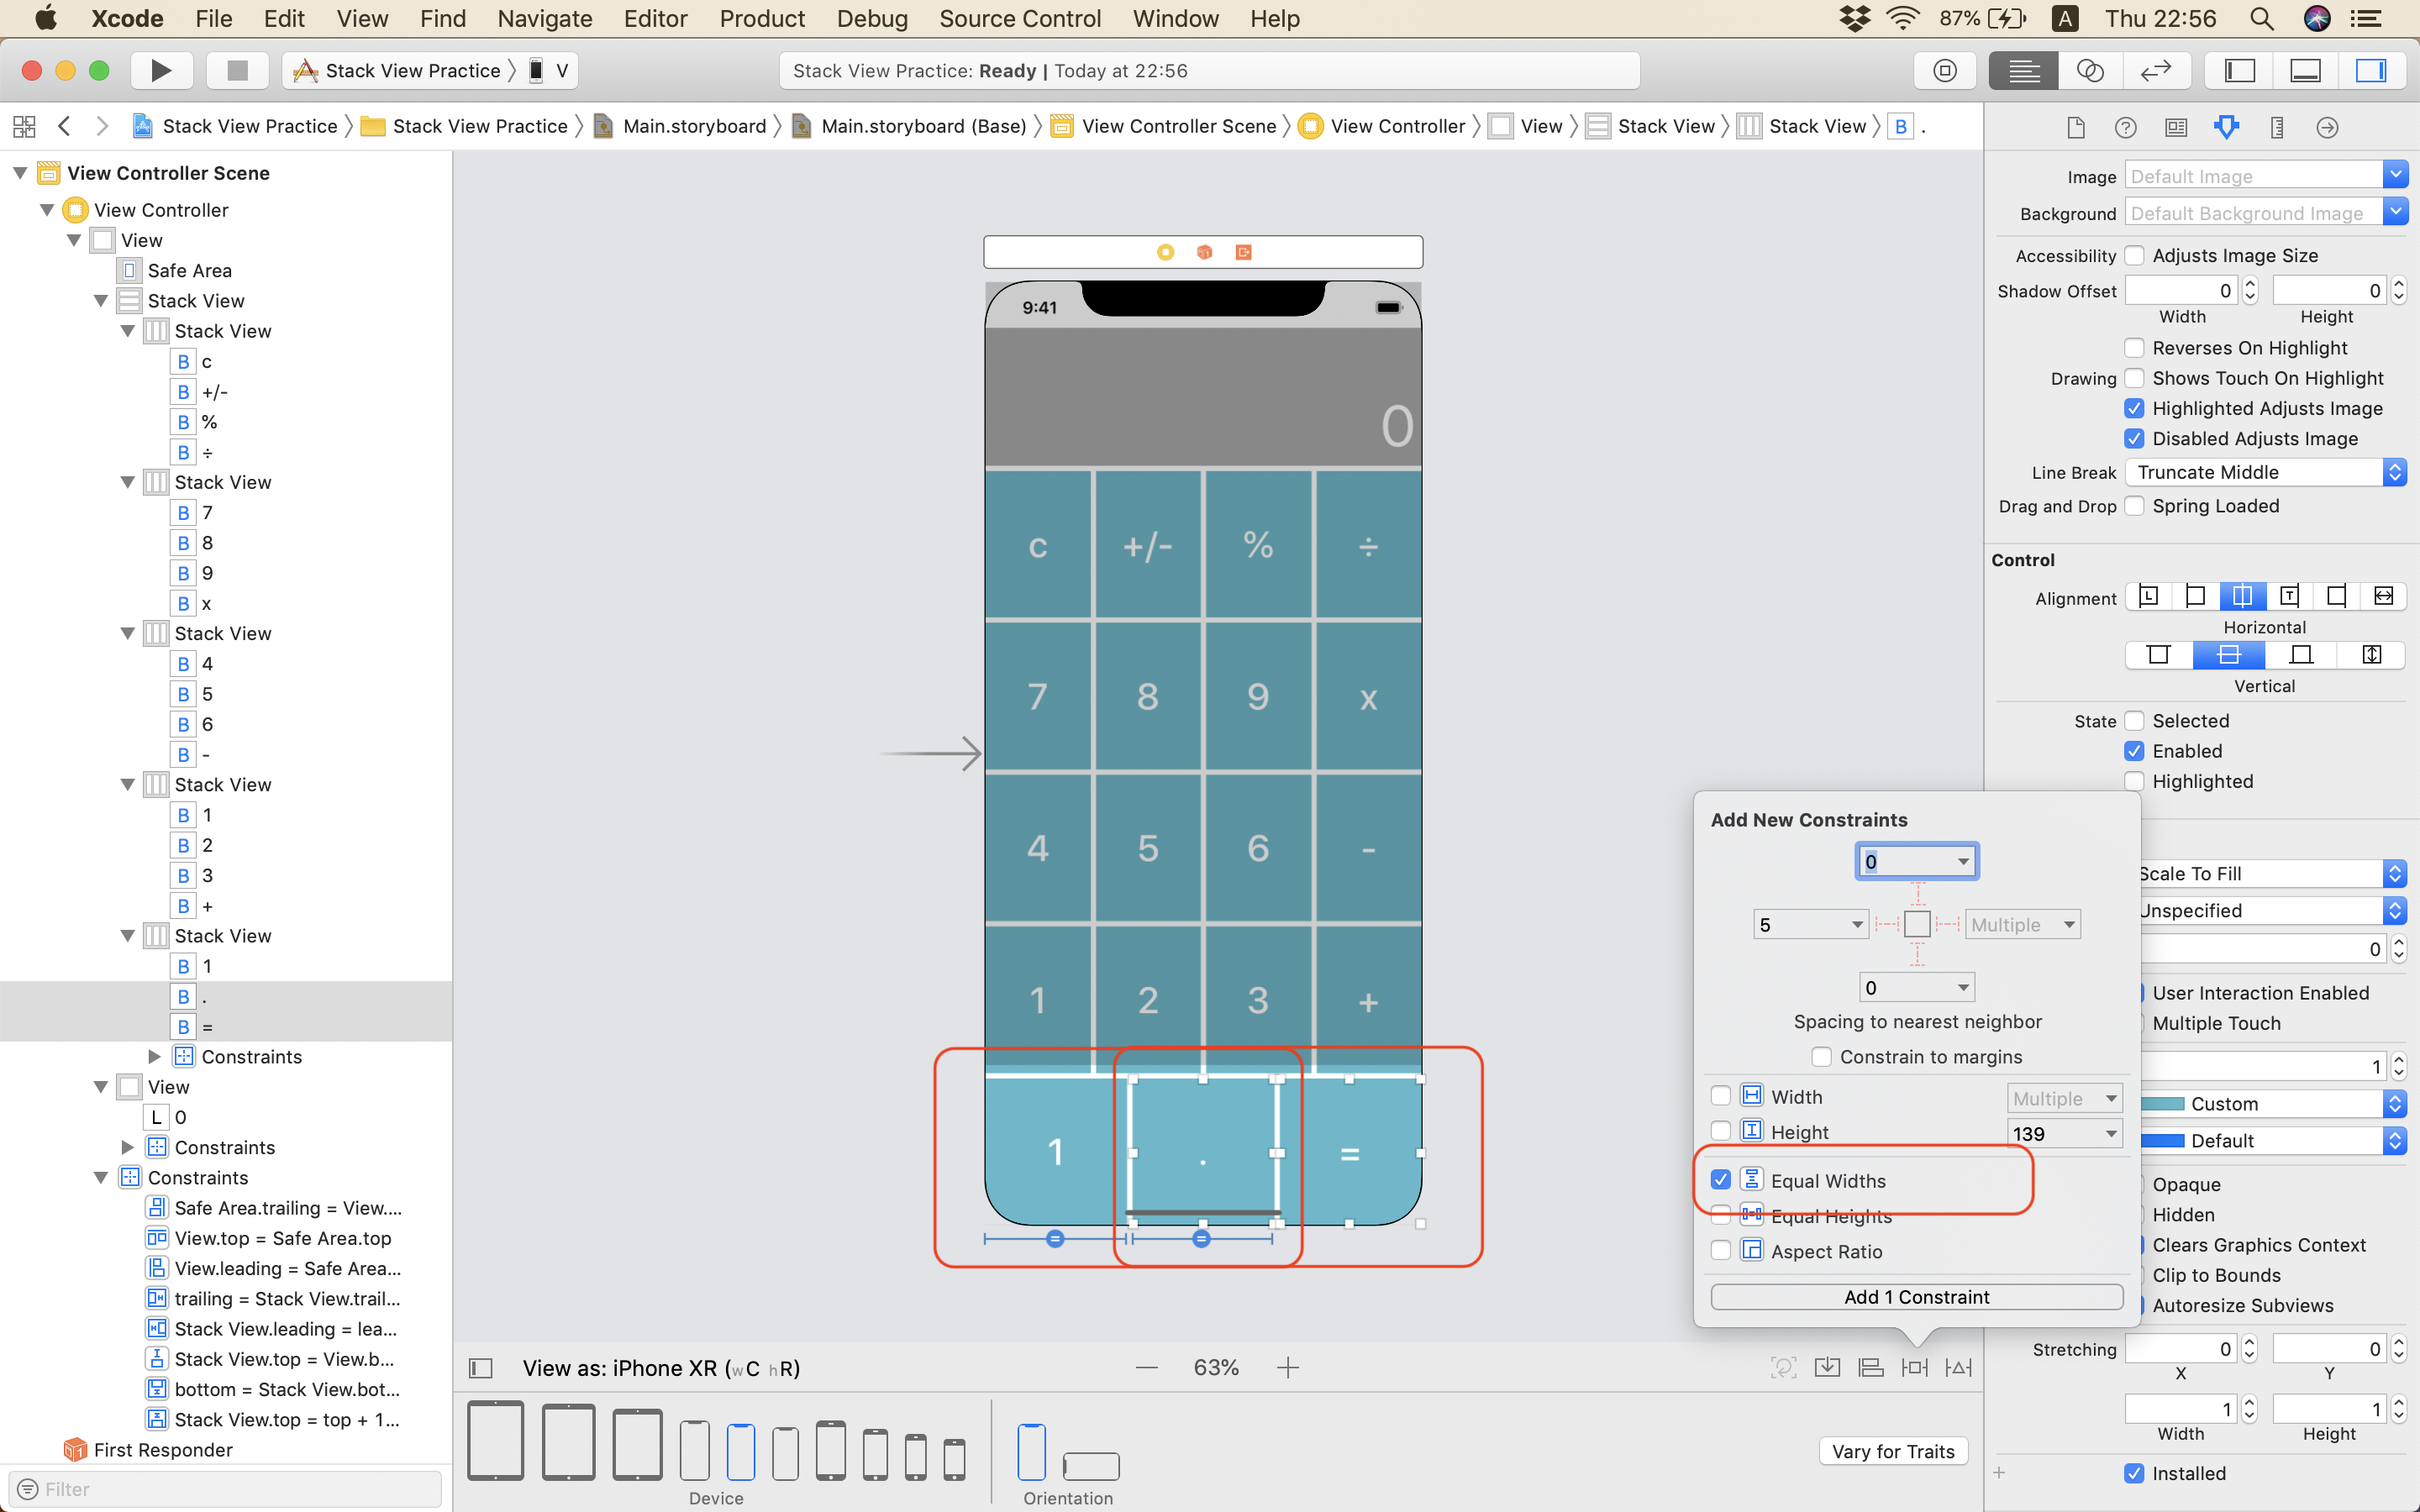 Xcode File Edit View Find Navigate Editor Product Debug Source Control Window Help 87% A Thu 22:56
Stack View Practice V Stack View Practice: Ready | Today at 22:56
Stack View Practice Stack View Practice Main.storyboard Main.storyboard (Base) View Controller Scene View Controller View Stack View Stack View B .
View Controller Scene
View Controller
View
Safe Area
Stack View
Stack View
B c
B +/-
B %
B ÷
Stack View
B 7
B 8
B 9
B x
Stack View
B 4
B 5
B 6
B -
Stack View
B 1
B 2
B 3
B +
Stack View
B 1
B .
B =
Constraints
View
L 0
Constraints
Constraints
Safe Area.trailing = View....
View.top = Safe Area.top
View.leading = Safe Area...
trailing = Stack View.trail...
Stack View.leading = lea...
Stack View.top = View.b...
bottom = Stack View.bot...
Stack View.top = top + 1...
First Responder
Filter
9:41
0
c +/- % ÷
7 8 9 x
4 5 6 -
1 2 3 +
1 . =
View as: iPhone XR (wC hR) 63%
Device
Orientation
Vary for Traits
Add New Constraints
0
5 Multiple
0
Spacing to nearest neighbor
Constrain to margins
Width Multiple
Height 139
Equal Widths
Equal Heights
Aspect Ratio
Add 1 Constraint
Image Default Image
Background Default Background Image
Accessibility Adjusts Image Size
Shadow Offset 0 0
Width Height
Reverses On Highlight
Drawing Shows Touch On Highlight
Highlighted Adjusts Image
Disabled Adjusts Image
Line Break Truncate Middle
Drag and Drop Spring Loaded
Control
Alignment
Horizontal
Vertical
State Selected
Enabled
Highlighted
Scale To Fill
Unspecified
0
User Interaction Enabled
Multiple Touch
1
Custom
Default
Opaque
Hidden
Clears Graphics Context
Clip to Bounds
Autoresize Subviews
Stretching 0 0
X Y
1 1
Width Height
Installed